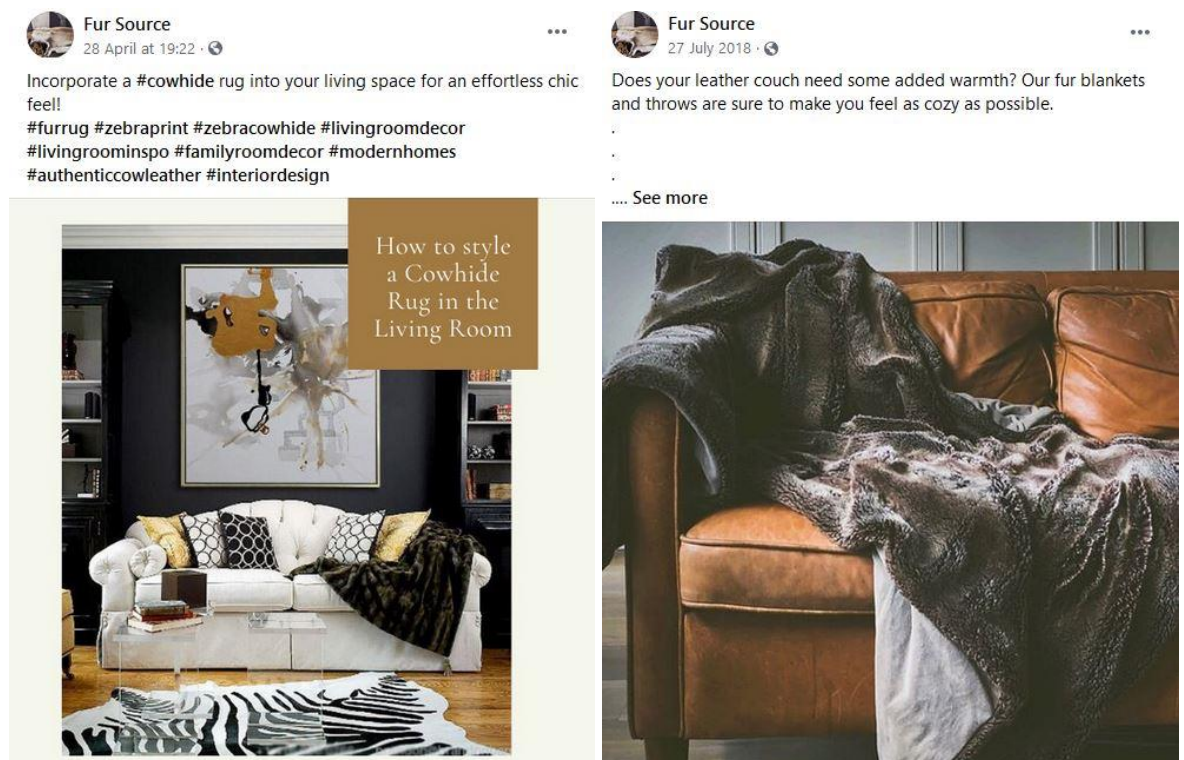 Fur Source
28 April at 19:22 ·
Incorporate a #cowhide rug into your living space for an effortless chic
feel!
#furrug #zebraprint #zebracowhide #livingroomdecor
#livingroominspo #familyroomdecor #modernhomes
#authenticcowleather #interiordesign
How to style
a Cowhide
Rug in the
Living Room
Fur Source
27 July 2018 ·
Does your leather couch need some added warmth? Our fur blankets
and throws are sure to make you feel as cozy as possible.
.
.
.
.... See more